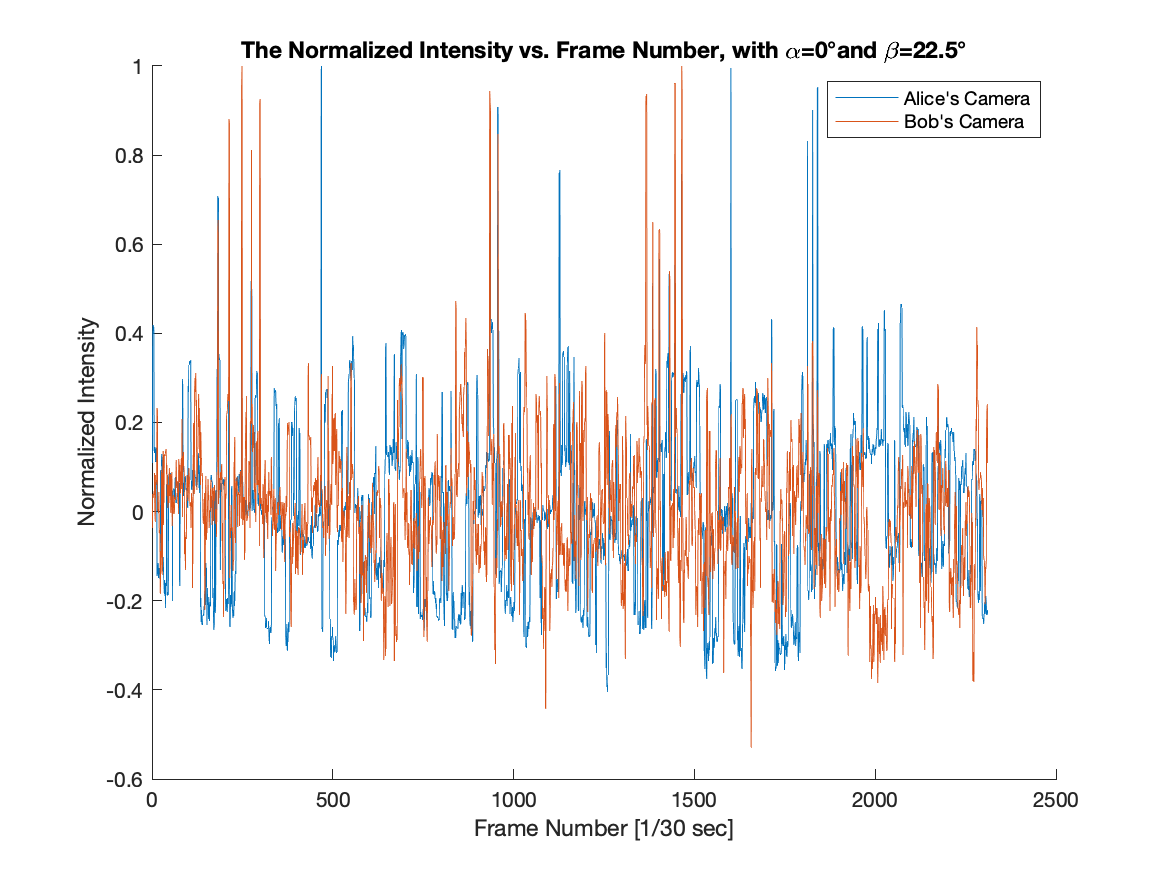 The Normalized Intensity vs. Frame Number, with α=0°and β=22.5°
Alice's Camera
Bob's Camera
Normalized Intensity
1
0.8
0.6
0.4
0.2
0
-0.2
-0.4
-0.6
0 500 1000 1500 2000 2500
Frame Number [1/30 sec]